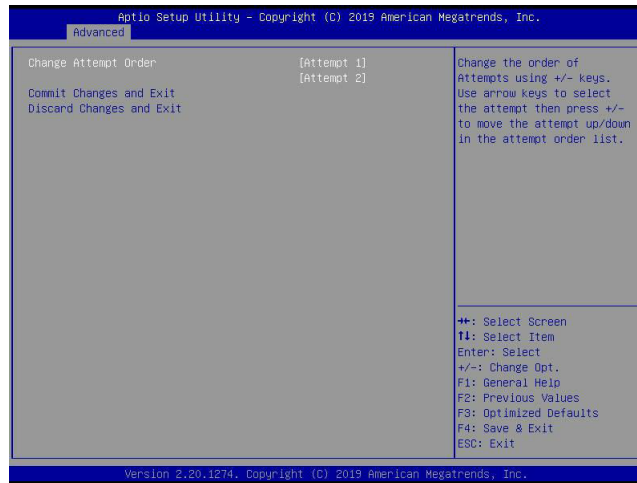 Aptio Setup Utility – Copyright (C) 2019 American Megatrends, Inc.
Advanced
Change Attempt Order [Attempt 1]
[Attempt 2]
Commit Changes and Exit
Discard Changes and Exit
Change the order of
Attempts using +/- keys.
Use arrow keys to select
the attempt then press +/-
to move the attempt up/down
in the attempt order list.
→←: Select Screen
↑↓: Select Item
Enter: Select
+/-: Change Opt.
F1: General Help
F2: Previous Values
F3: Optimized Defaults
F4: Save & Exit
ESC: Exit
Version 2.20.1274. Copyright (C) 2019 American Megatrends, Inc.